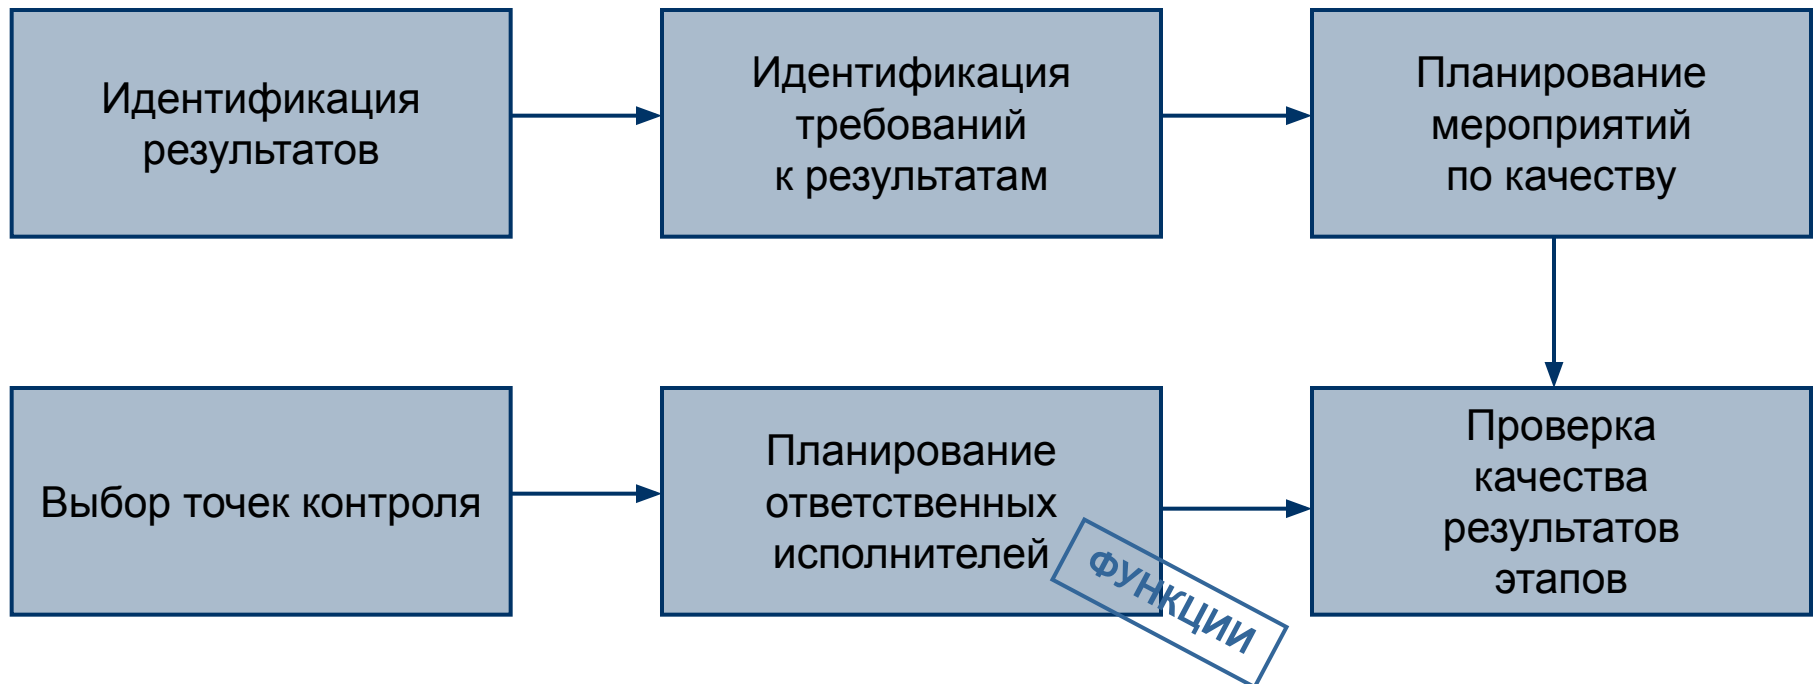 Идентификация
результатов
Идентификация
требований
к результатам
Планирование
мероприятий
по качеству
Выбор точек контроля
Планирование
ответственных
исполнителей
Проверка
качества
результатов
этапов
ФУНКЦИИ